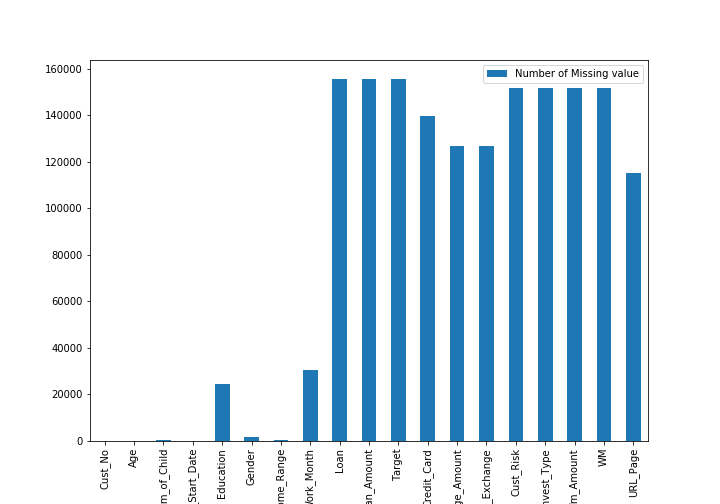 Number of Missing value
160000
140000
120000
100000
80000
60000
40000
20000
0
Cust_No
Age
m_of_Child
_Start_Date
Education
Gender
ome_Range
Work_Month
Loan
an_Amount
Target
Credit_Card
ge_Amount
_Exchange
Cust_Risk
nvest_Type
m_Amount
WM
URL_Page